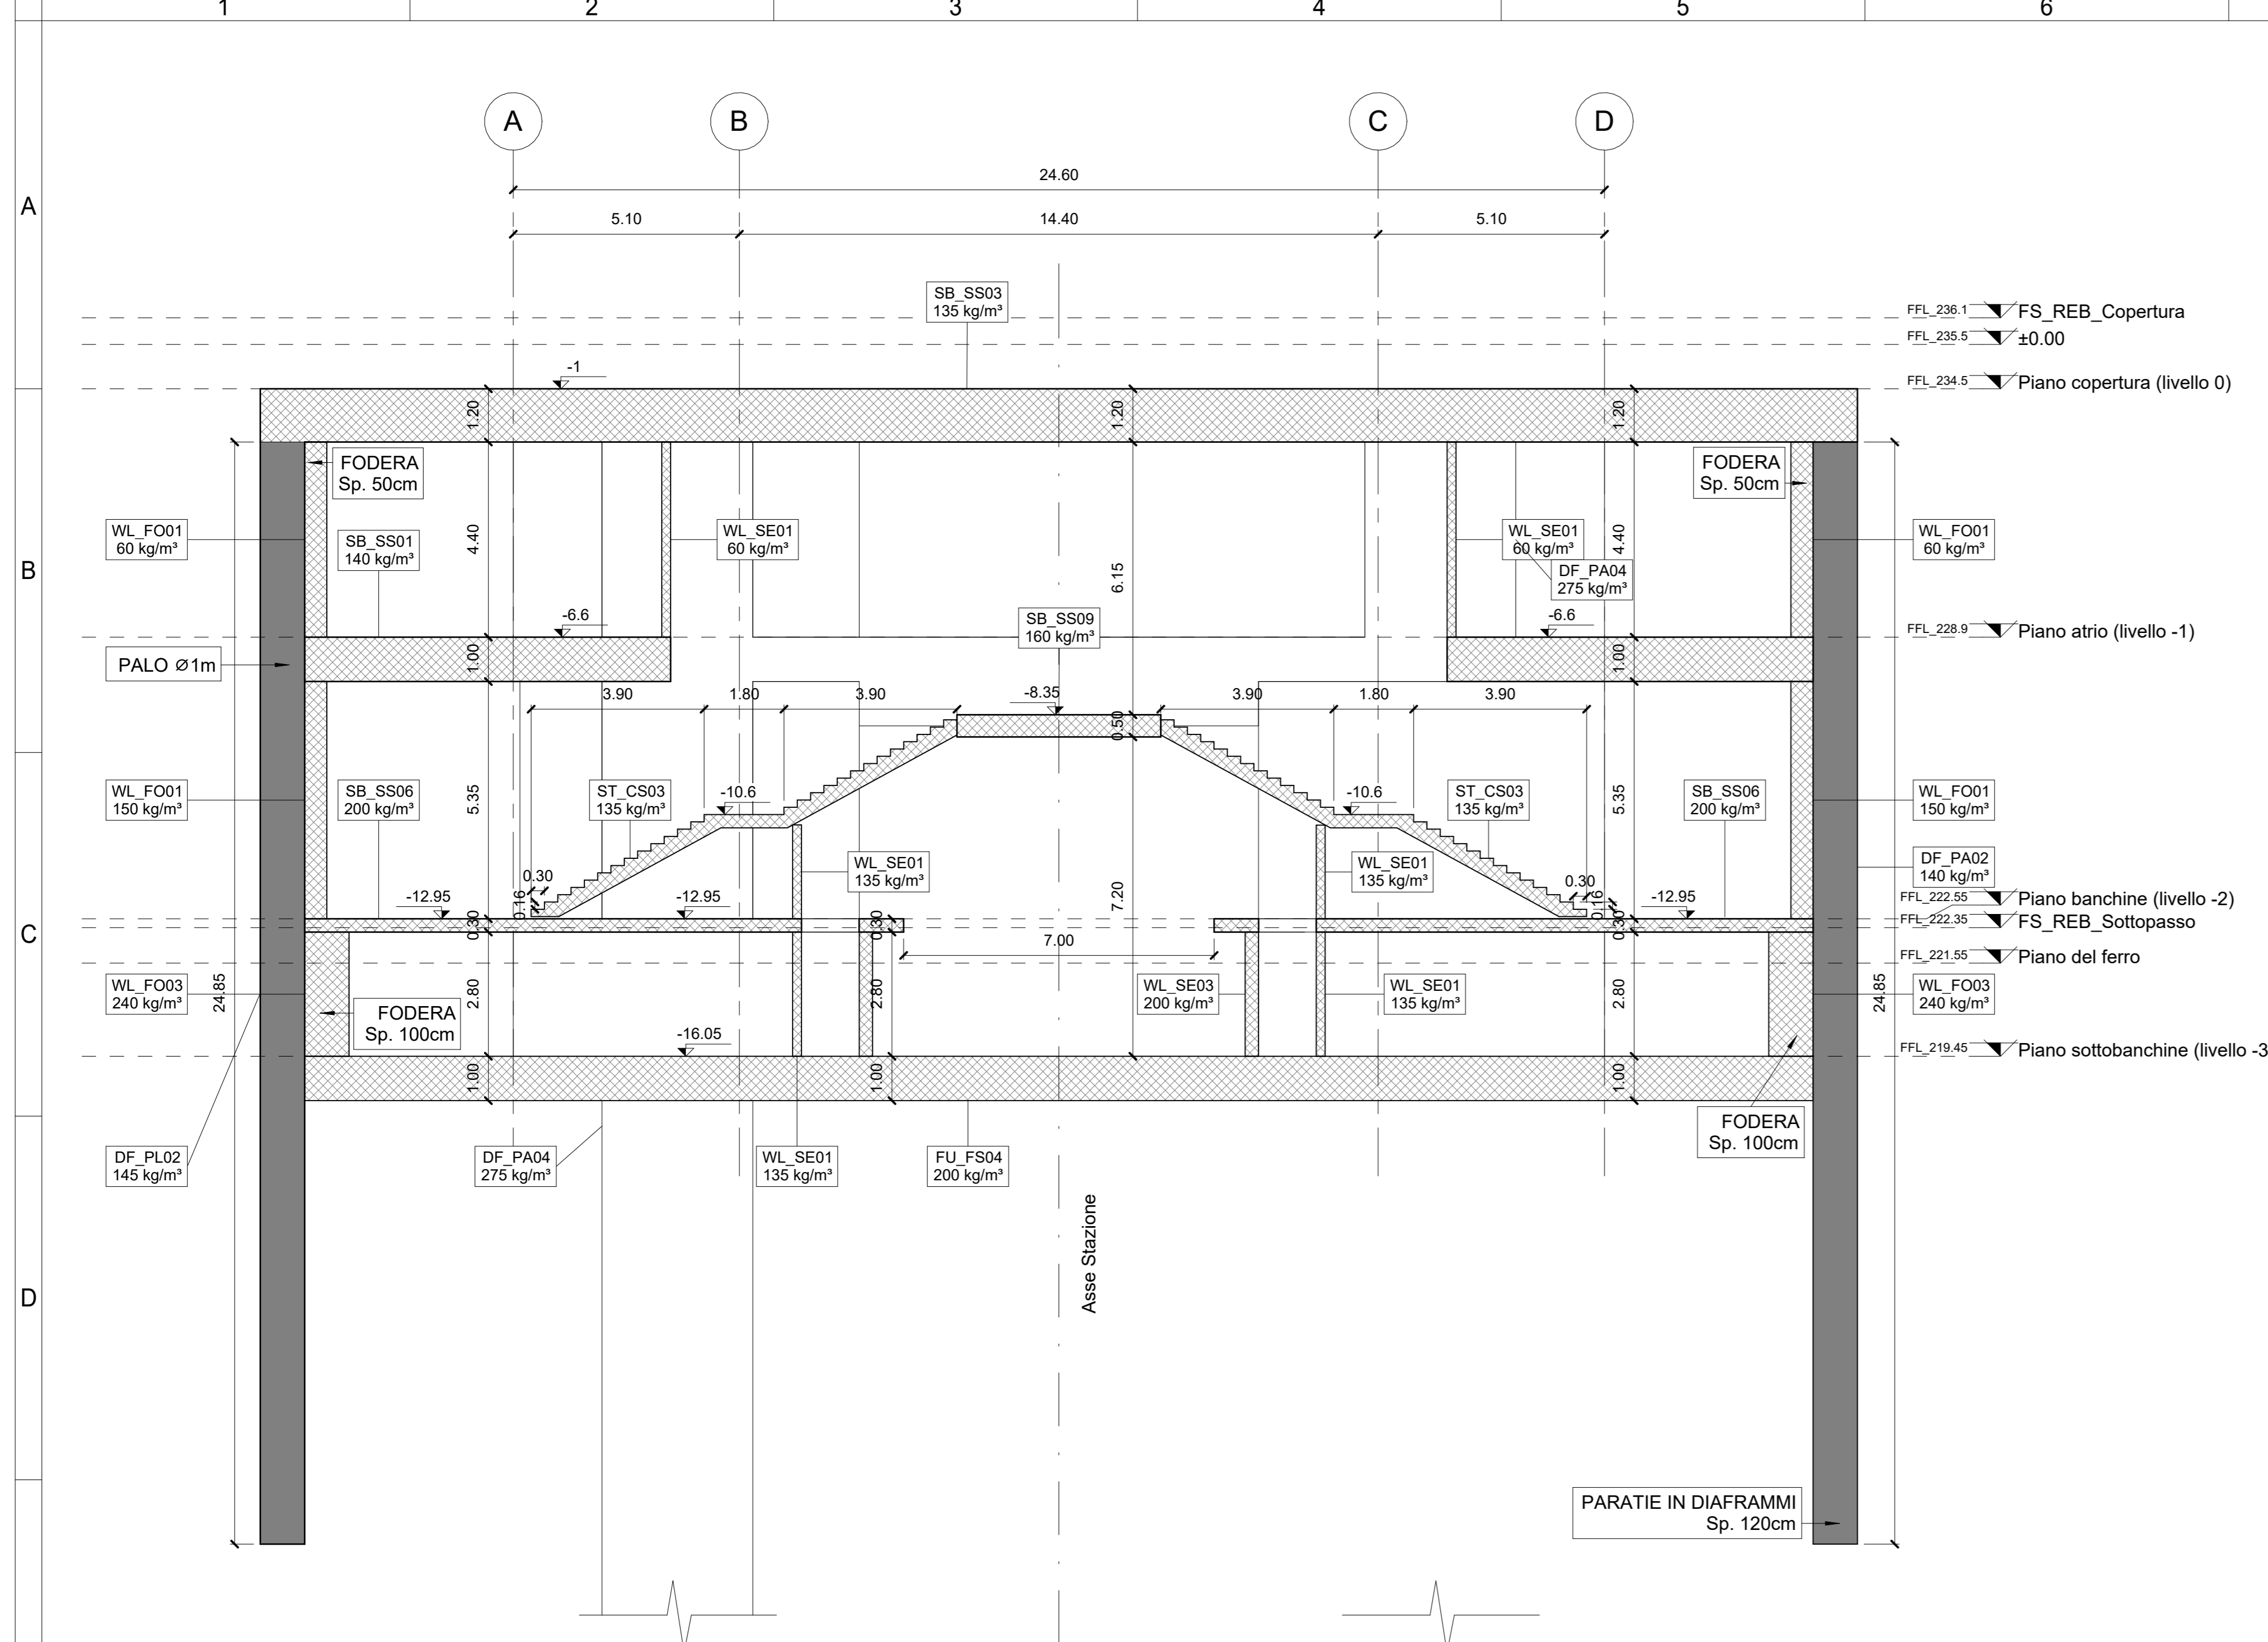 1 2 3 4 5 6
A
B
C
D
A B C D
24.60
5.10 14.40 5.10
SB_SS03
135 kg/m³
FFL_236.1 FS_REB_Copertura
FFL_235.5 ±0.00
-1
FFL_234.5 Piano copertura (livello 0)
1.20 1.20 1.20
FODERA
Sp. 50cm
FODERA
Sp. 50cm
WL_FO01
60 kg/m³
SB_SS01
140 kg/m³
4.40
WL_SE01
60 kg/m³
6.15
WL_SE01
60 kg/m³
4.40
DF_PA04
275 kg/m³
WL_FO01
60 kg/m³
-6.6
SB_SS09
160 kg/m³
-6.6
FFL_228.9 Piano atrio (livello -1)
PALO Ø1m
1.00 1.00
3.90 1.80 3.90
-8.35
3.90 1.80 3.90
0.50
WL_FO01
150 kg/m³
SB_SS06
200 kg/m³
5.35
ST_CS03
135 kg/m³
-10.6
-10.6
ST_CS03
135 kg/m³
5.35
SB_SS06
200 kg/m³
WL_FO01
150 kg/m³
WL_SE01
135 kg/m³
WL_SE01
135 kg/m³
DF_PA02
140 kg/m³
0.30
0.16
-12.95
-12.95
7.20
0.30
0.16
-12.95
FFL_222.55 Piano banchine (livello -2)
FFL_222.35 FS_REB_Sottopasso
0.30 0.30 0.30
7.00
FFL_221.55 Piano del ferro
WL_FO03
240 kg/m³
24.85
FODERA
Sp. 100cm
2.80
2.80
WL_SE03
200 kg/m³
WL_SE01
135 kg/m³
2.80
24.85
WL_FO03
240 kg/m³
-16.05
FFL_219.45 Piano sottobanchine (livello -3
1.00 1.00 1.00
FODERA
Sp. 100cm
DF_PL02
145 kg/m³
DF_PA04
275 kg/m³
WL_SE01
135 kg/m³
FU_FS04
200 kg/m³
Asse Stazione
PARATIE IN DIAFRAMMI
Sp. 120cm